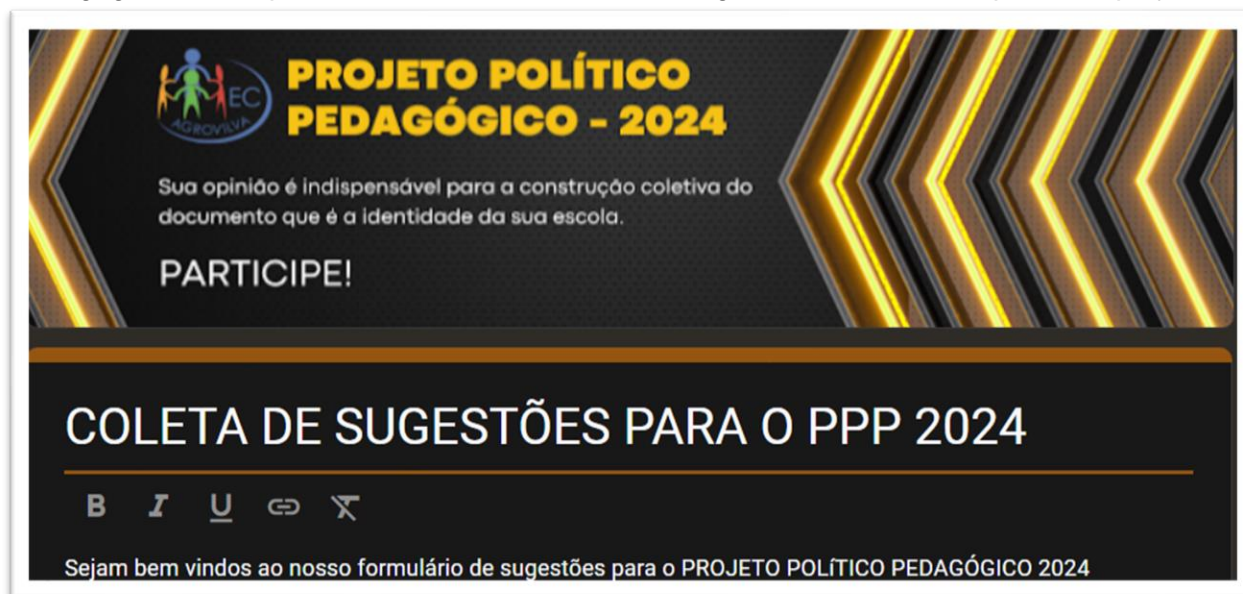 PROJETO POLÍTICO
PEDAGÓGICO - 2024
EC
AGROVILVA
Sua opinião é indispensável para a construção coletiva do
documento que é a identidade da sua escola.
PARTICIPE!
COLETA DE SUGESTÕES PARA O PPP 2024
B I U
Sejam bem vindos ao nosso formulário de sugestões para o PROJETO POLÍTICO PEDAGÓGICO 2024